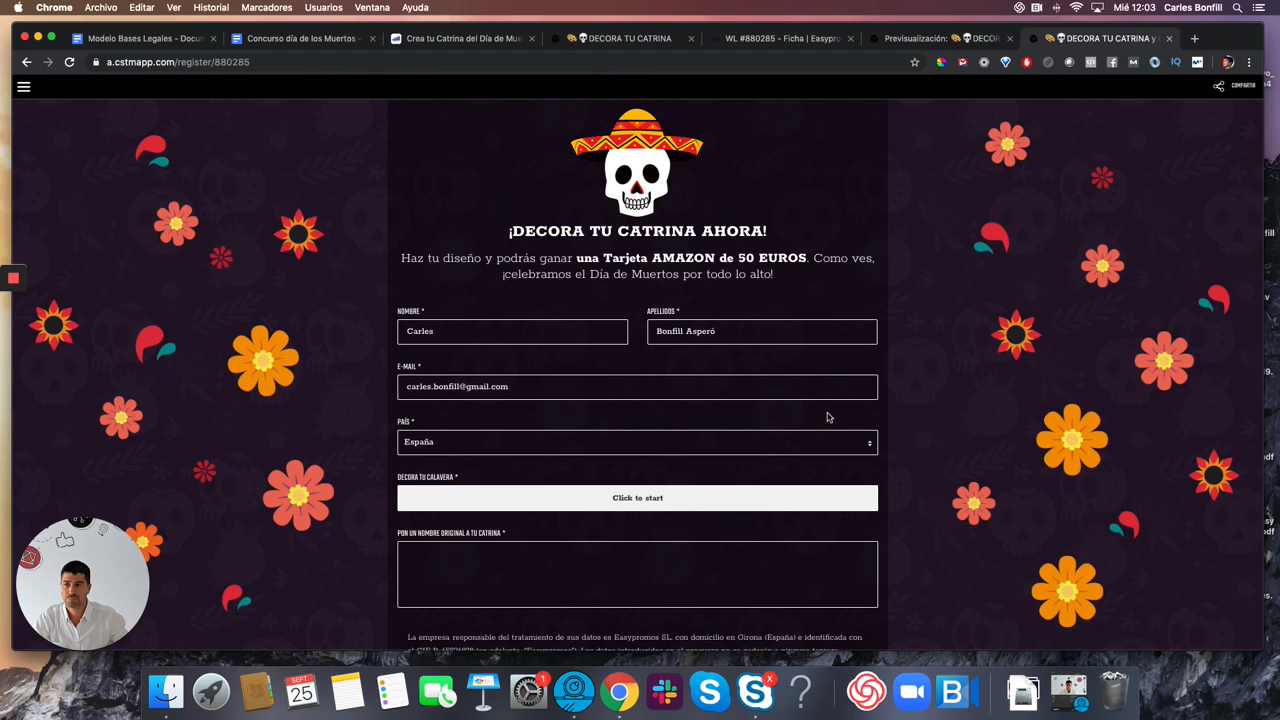 Chrome Archivo Editar Ver Historial Marcadores Usuarios Ventana Ayuda
Mié 12:03 Carles Bonfill
Modelo Bases Legales - Docun
Concurso día de los Muertos -
Crea tu Catrina del Día de Mue
DECORA TU CATRINA
WL #880285 - Ficha | Easypro
Previsualización: DECOR
DECORA TU CATRINA y
a.cstmapp.com/register/880285
COMPARTIR
¡DECORA TU CATRINA AHORA!
Haz tu diseño y podrás ganar una Tarjeta AMAZON de 50 EUROS. Como ves,
¡celebramos el Día de Muertos por todo lo alto!
NOMBRE * APELLIDOS *
Carles Bonfill Asperó
E-MAIL *
carles.bonfill@gmail.com
PAÍS *
España
DECORA TU CALAVERA *
Click to start
PON UN NOMBRE ORIGINAL A TU CATRINA *
La empresa responsable del tratamiento de sus datos es Easypromos SL, con domicilio en Girona (España) e identificada con
SEPT
25
1
X